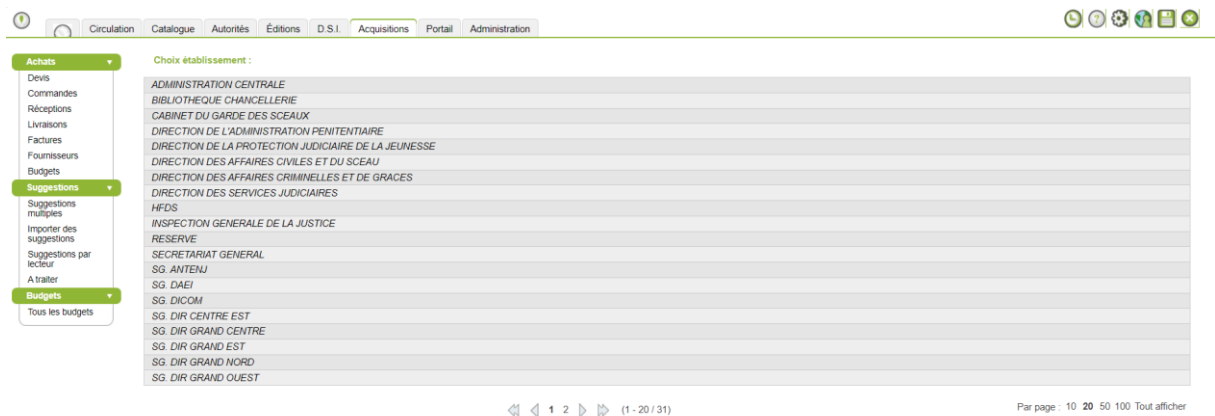 Circulation Catalogue Autorités Éditions D.S.I. Acquisitions Portail Administration
Achats
Devis
Commandes
Réceptions
Livraisons
Factures
Fournisseurs
Budgets
Suggestions
Suggestions
multiples
Importer des
suggestions
Suggestions par
lecteur
A traiter
Budgets
Tous les budgets
Choix établissement :
ADMINISTRATION CENTRALE
BIBLIOTHEQUE CHANCELLERIE
CABINET DU GARDE DES SCEAUX
DIRECTION DE L'ADMINISTRATION PENITENTIAIRE
DIRECTION DE LA PROTECTION JUDICIAIRE DE LA JEUNESSE
DIRECTION DES AFFAIRES CIVILES ET DU SCEAU
DIRECTION DES AFFAIRES CRIMINELLES ET DE GRACES
DIRECTION DES SERVICES JUDICIAIRES
HFDS
INSPECTION GENERALE DE LA JUSTICE
RESERVE
SECRETARIAT GENERAL
SG. ANTENJ
SG. DAEI
SG. DICOM
SG. DIR CENTRE EST
SG. DIR GRAND CENTRE
SG. DIR GRAND EST
SG. DIR GRAND NORD
SG. DIR GRAND OUEST
1 2 (1 - 20 / 31)
Par page : 10 20 50 100 Tout afficher